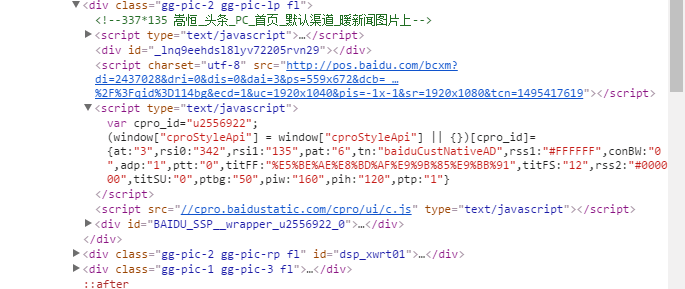 ▼<div class="gg-pic-2 gg-pic-lp fl">
<!--337*135 嵩恒_头条_PC_首页_默认渠道_暖新闻图片上-->
▶<script type="text/javascript">…</script>
<div id="_lnq9eehdsl8lyv72205rvn29"></div>
<script charset="utf-8" src="http://pos.baidu.com/bcxm?
di=2437028&dri=0&dis=0&dai=3&ps=559x672&dcb= …
%2F%3Fqid%3D114bg&ecd=1&uc=1920x1040&pis=-1x-1&sr=1920x1080&tcn=1495417619"></script>
▼<script type="text/javascript">
var cpro_id="u2556922";
(window["cproStyleApi"] = window["cproStyleApi"] || {})[cpro_id]=
{at:"3",rsi0:"342",rsi1:"135",pat:"6",tn:"baiduCustNativeAD",rss1:"#FFFFFF",conBW:"0
",adp:"1",ptt:"0",titFF:"%E5%BE%AE%E8%BD%AF%E9%9B%85%E9%BB%91",titFS:"12",rss2:"#0000
00",titSU:"0",ptbg:"50",piw:"160",pih:"120",ptp:"1"}
</script>
<script src="//cpro.baidustatic.com/cpro/ui/c.js" type="text/javascript"></script>
▶<div id="BAIDU_SSP__wrapper_u2556922_0">…</div>
</div>
▶<div class="gg-pic-2 gg-pic-rp fl" id="dsp_xwrt01">…</div>
▶<div class="gg-pic-1 gg-pic-3 fl">…</div>
::after